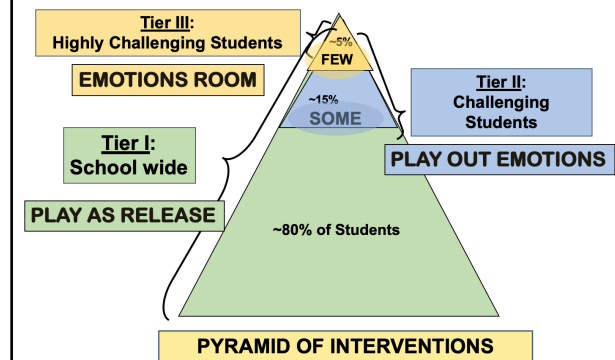 Tier III:
Highly Challenging Students
EMOTIONS ROOM
~5%
FEW
Tier II:
Challenging
Students
PLAY OUT EMOTIONS
~15%
SOME
Tier I:
School wide
PLAY AS RELEASE
~80% of Students
PYRAMID OF INTERVENTIONS